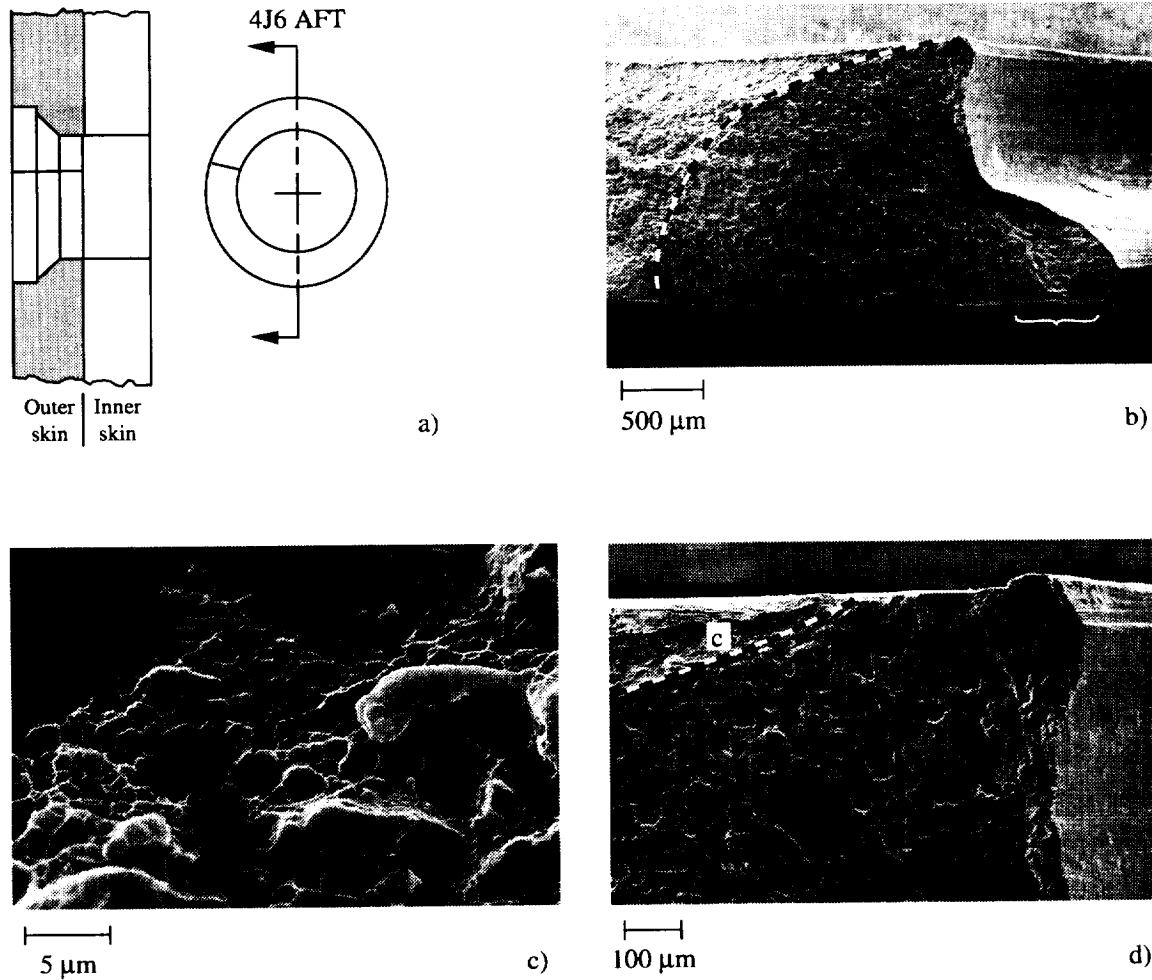 4J6 AFT
Outer skin
Inner skin
a)
500 μm
b)
5 μm
c)
c
100 μm
d)